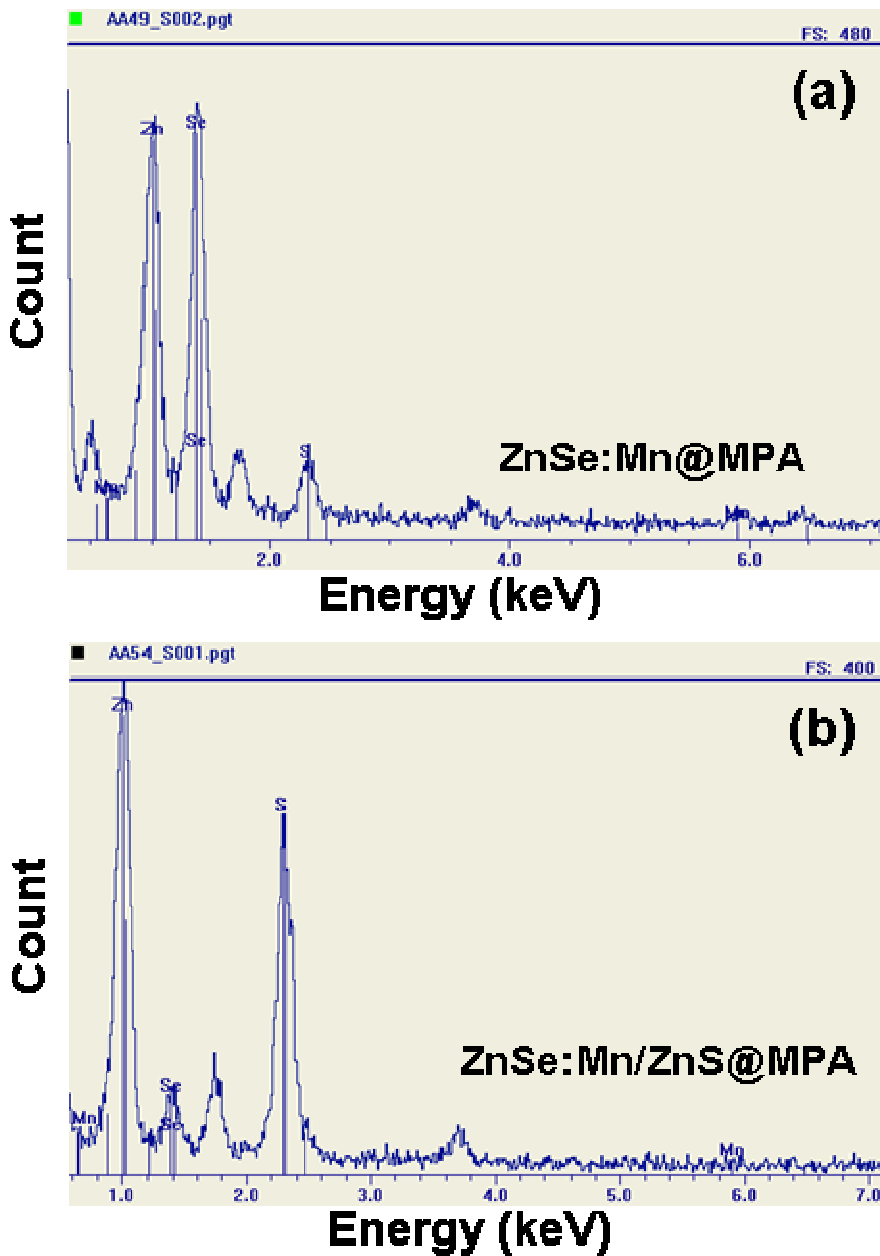 AA49_S002.pgt
FS: 480
(a)
Zn
Se
Se
S
Mn
ZnSe:Mn@MPA
Count
2.0 4.0 6.0
Energy (keV)
AA54_S001.pgt
FS: 400
(b)
Zn
S
Se
Se
Mn
Mn
ZnSe:Mn/ZnS@MPA
Count
1.0 2.0 3.0 4.0 5.0 6.0 7.0
Energy (keV)